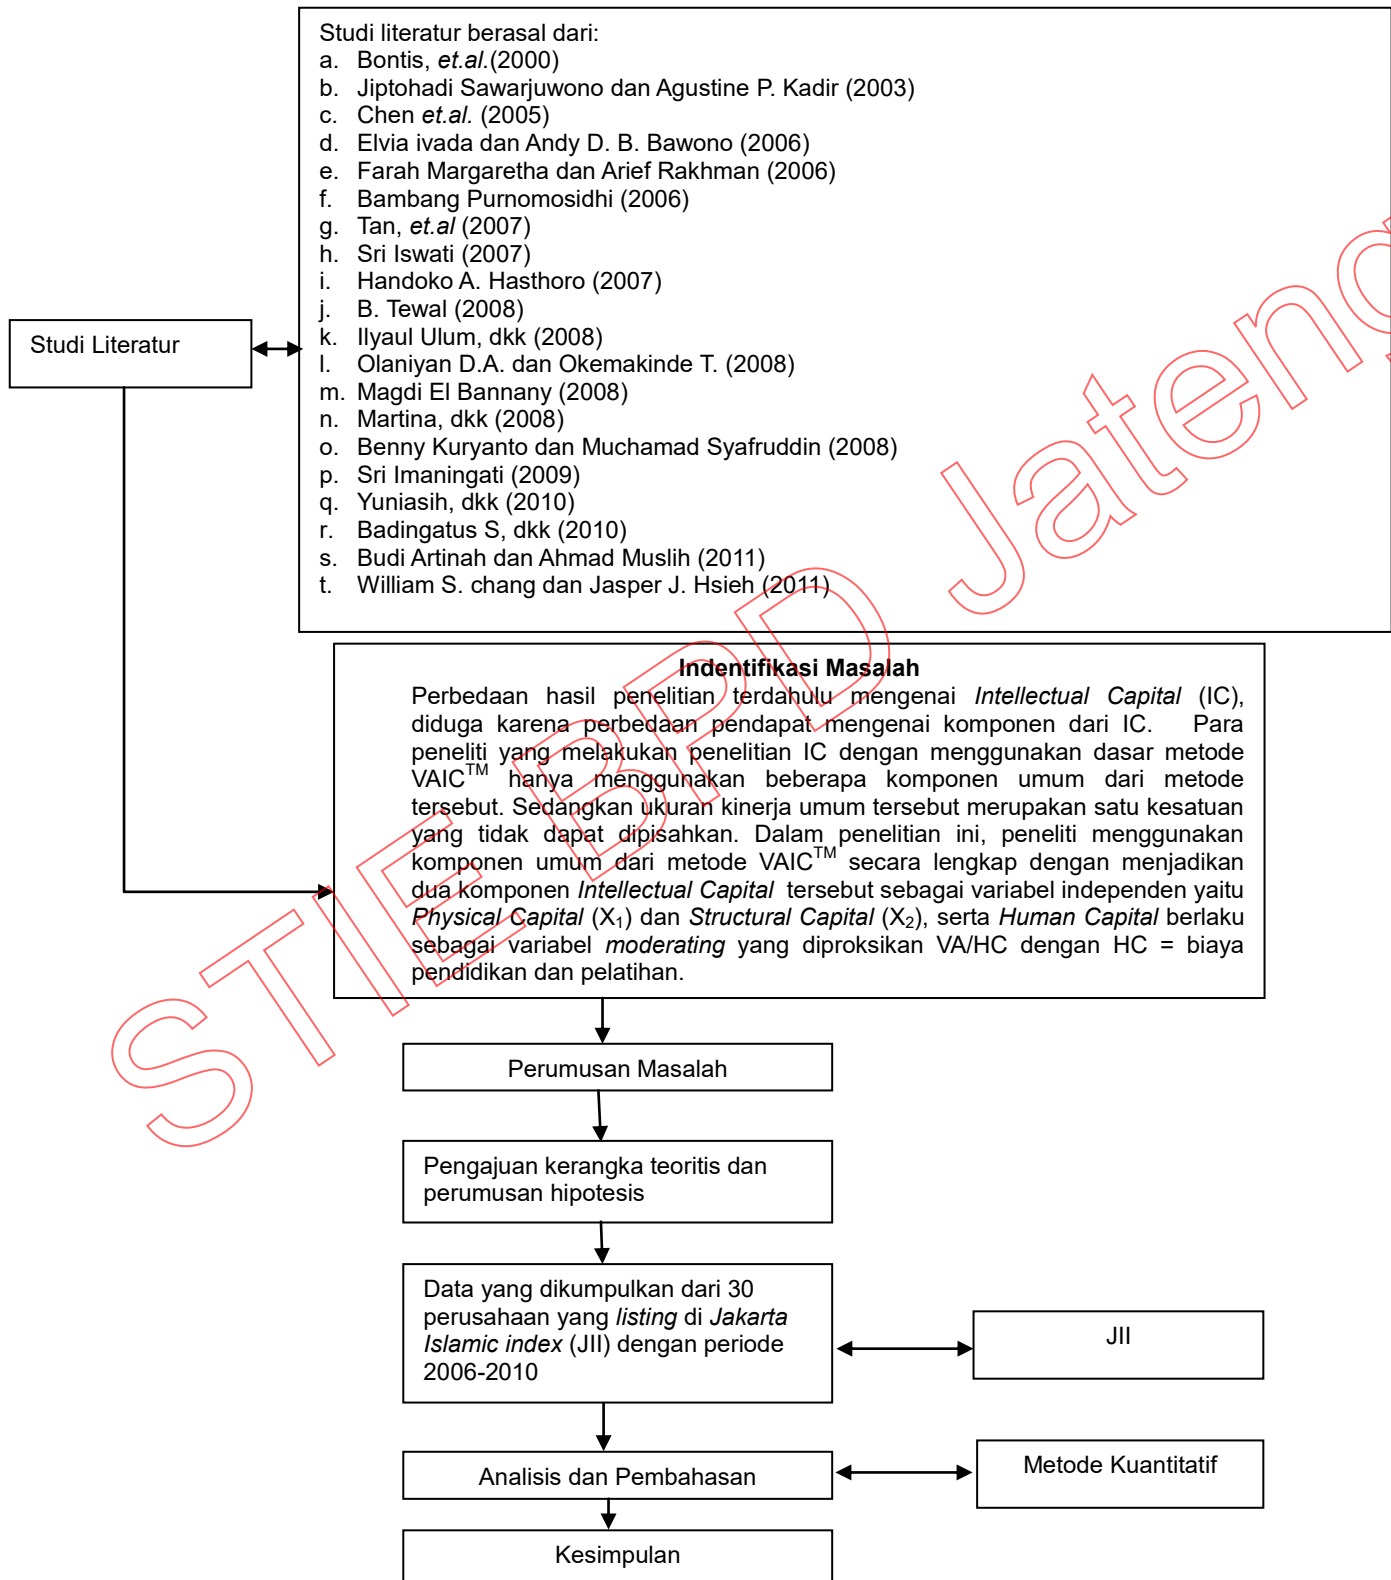 Studi literatur berasal dari:
a. Bontis, et.al.(2000)
b. Jiptohadi Sawarjuwono dan Agustine P. Kadir (2003)
c. Chen et.al. (2005)
d. Elvia ivada dan Andy D. B. Bawono (2006)
e. Farah Margaretha dan Arief Rakhman (2006)
f. Bambang Purnomosidhi (2006)
g. Tan, et.al (2007)
h. Sri Iswati (2007)
i. Handoko A. Hasthoro (2007)
j. B. Tewal (2008)
k. Ilyaul Ulum, dkk (2008)
l. Olaniyan D.A. dan Okemakinde T. (2008)
m. Magdi El Bannany (2008)
n. Martina, dkk (2008)
o. Benny Kuryanto dan Muchamad Syafruddin (2008)
p. Sri Imaningati (2009)
q. Yuniasih, dkk (2010)
r. Badingatus S, dkk (2010)
s. Budi Artinah dan Ahmad Muslih (2011)
t. William S. chang dan Jasper J. Hsieh (2011)
Studi Literatur
Indentifikasi Masalah
Perbedaan hasil penelitian terdahulu mengenai Intellectual Capital (IC),
diduga karena perbedaan pendapat mengenai komponen dari IC. Para
peneliti yang melakukan penelitian IC dengan menggunakan dasar metode
VAIC™ hanya menggunakan beberapa komponen umum dari metode
tersebut. Sedangkan ukuran kinerja umum tersebut merupakan satu kesatuan
yang tidak dapat dipisahkan. Dalam penelitian ini, peneliti menggunakan
komponen umum dari metode VAIC™ secara lengkap dengan menjadikan
dua komponen Intellectual Capital tersebut sebagai variabel independen yaitu
Physical Capital (X₁) dan Structural Capital (X₂), serta Human Capital berlaku
sebagai variabel moderating yang diproksikan VA/HC dengan HC = biaya
pendidikan dan pelatihan.
Perumusan Masalah
Pengajuan kerangka teoritis dan
perumusan hipotesis
Data yang dikumpulkan dari 30
perusahaan yang listing di Jakarta
Islamic index (JII) dengan periode
2006-2010
JII
Analisis dan Pembahasan
Metode Kuantitatif
Kesimpulan
STIE BPD Jateng